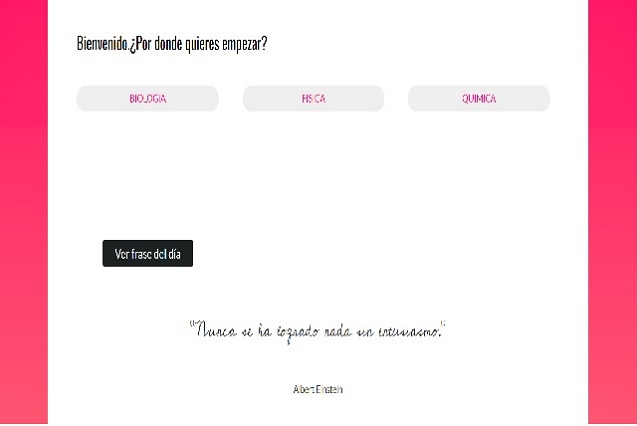 Bienvenido.¿Por donde quieres empezar?
BIOLOGIA FISICA QUIMICA
Ver frase del día
"Nunca se ha logrado nada sin entusiasmo."
Albert Einstein